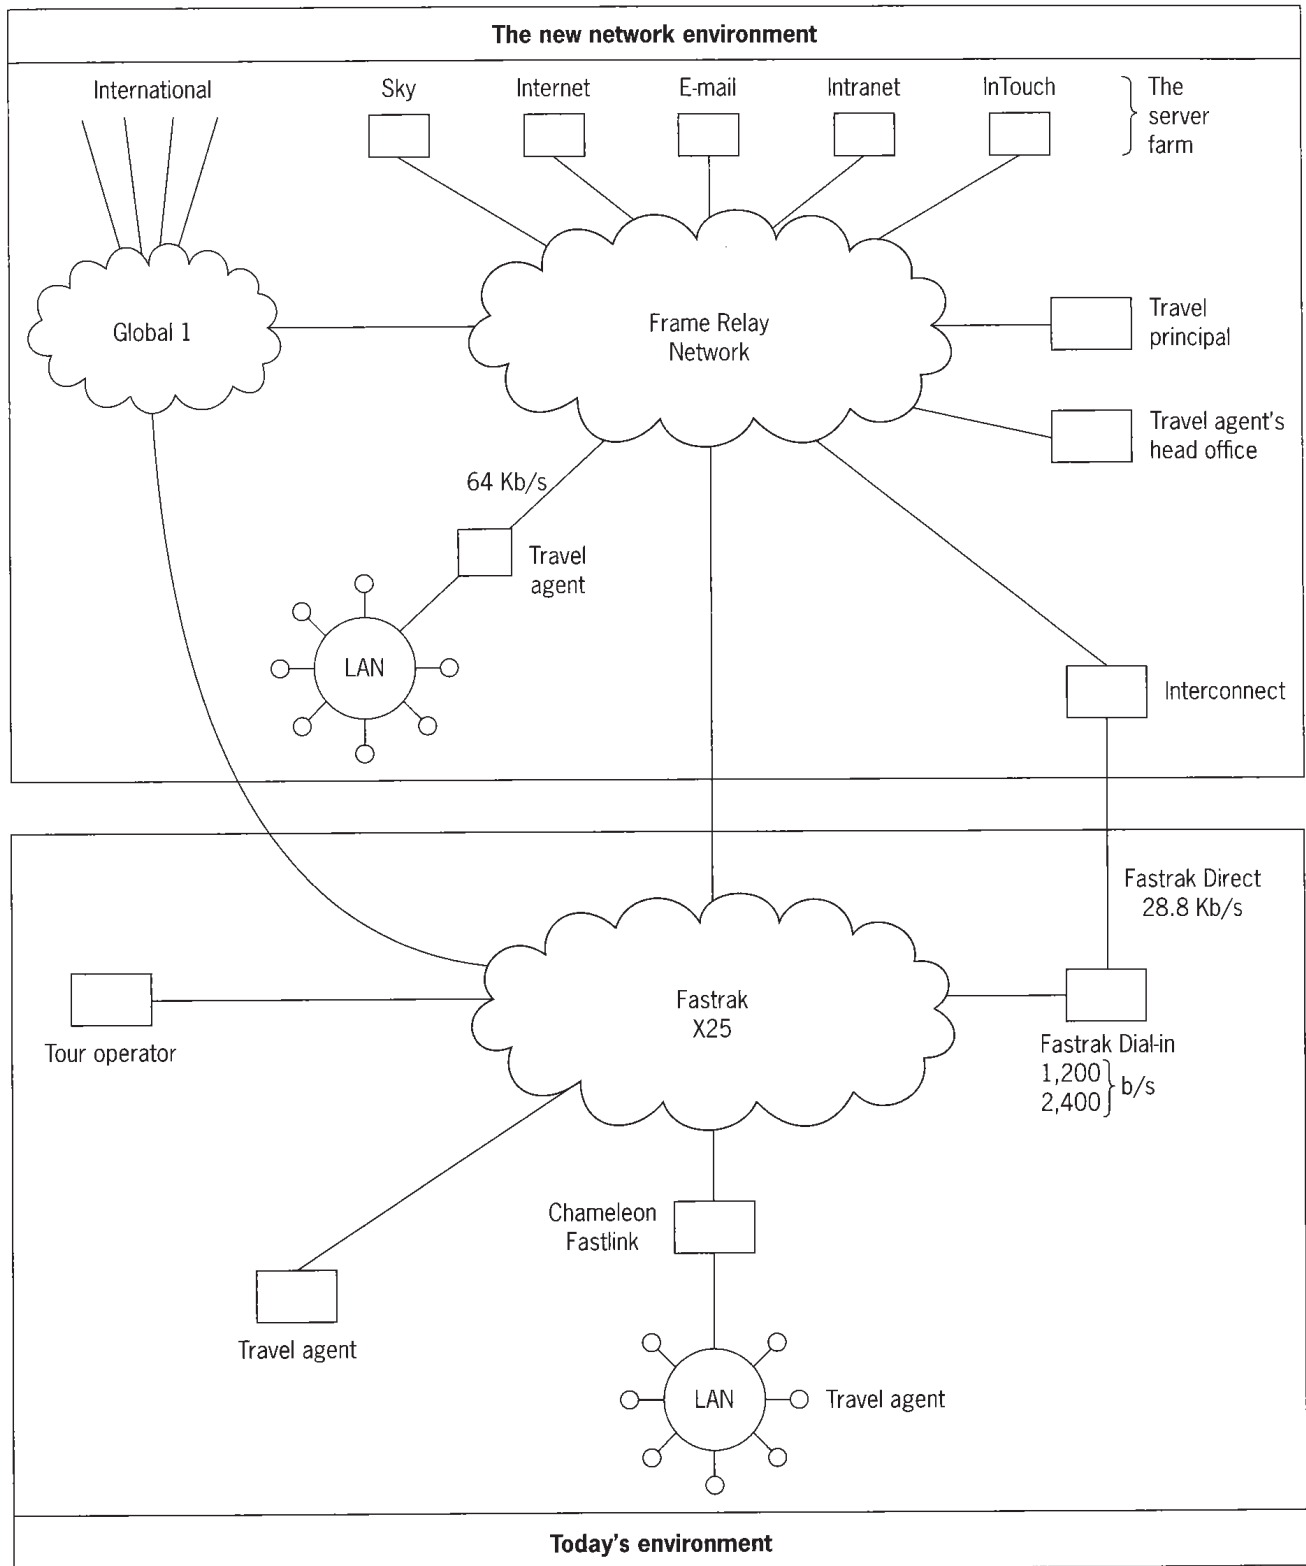 The new network environment
International
Sky
Internet
E-mail
Intranet
InTouch
The
server
farm
Global 1
Frame Relay
Network
Travel
principal
Travel agent's
head office
64 Kb/s
Travel
agent
LAN
Interconnect
Fastrak Direct
28.8 Kb/s
Tour operator
Fastrak
X25
Fastrak Dial-in
1,200
2,400
b/s
Chameleon
Fastlink
Travel agent
LAN
Travel agent
Today's environment